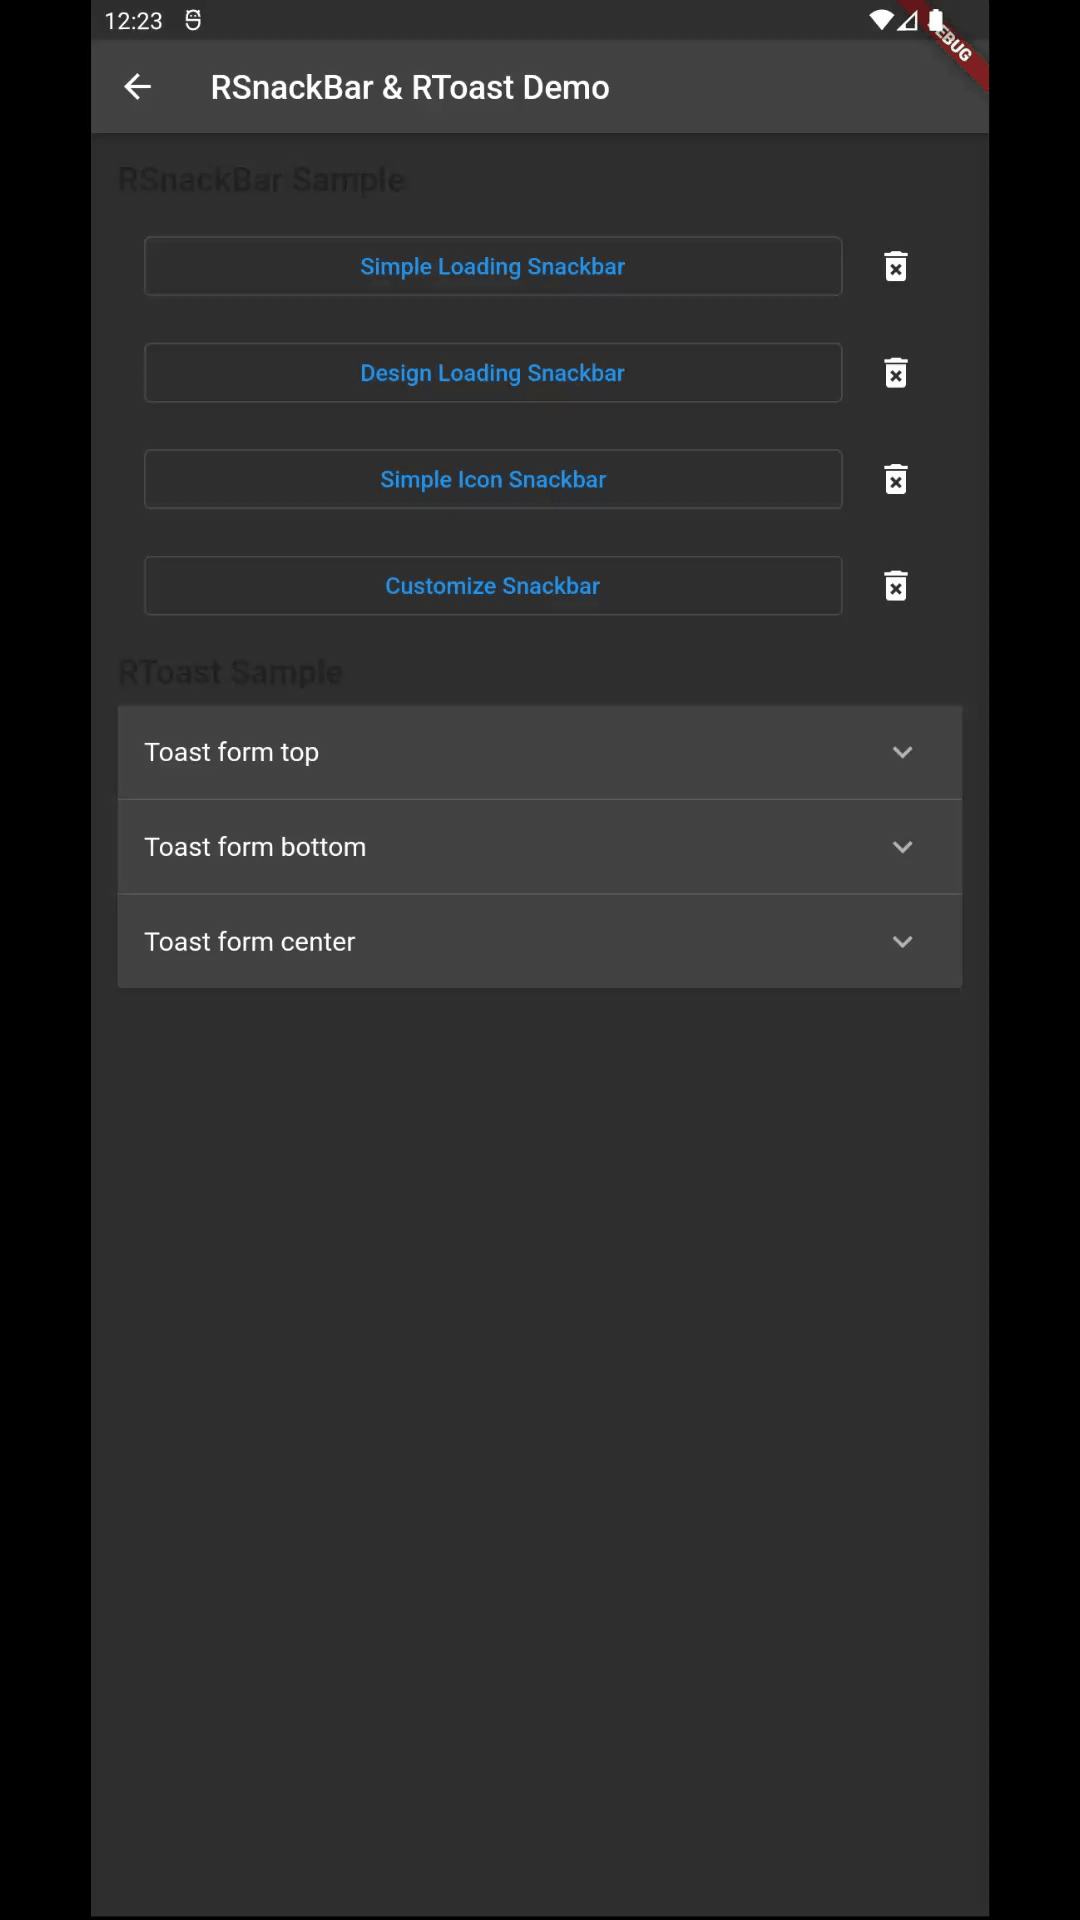 12:23
EBUG
RSnackBar & RToast Demo
RSnackBar Sample
Simple Loading Snackbar
Design Loading Snackbar
Simple Icon Snackbar
Customize Snackbar
RToast Sample
Toast form top
Toast form bottom
Toast form center